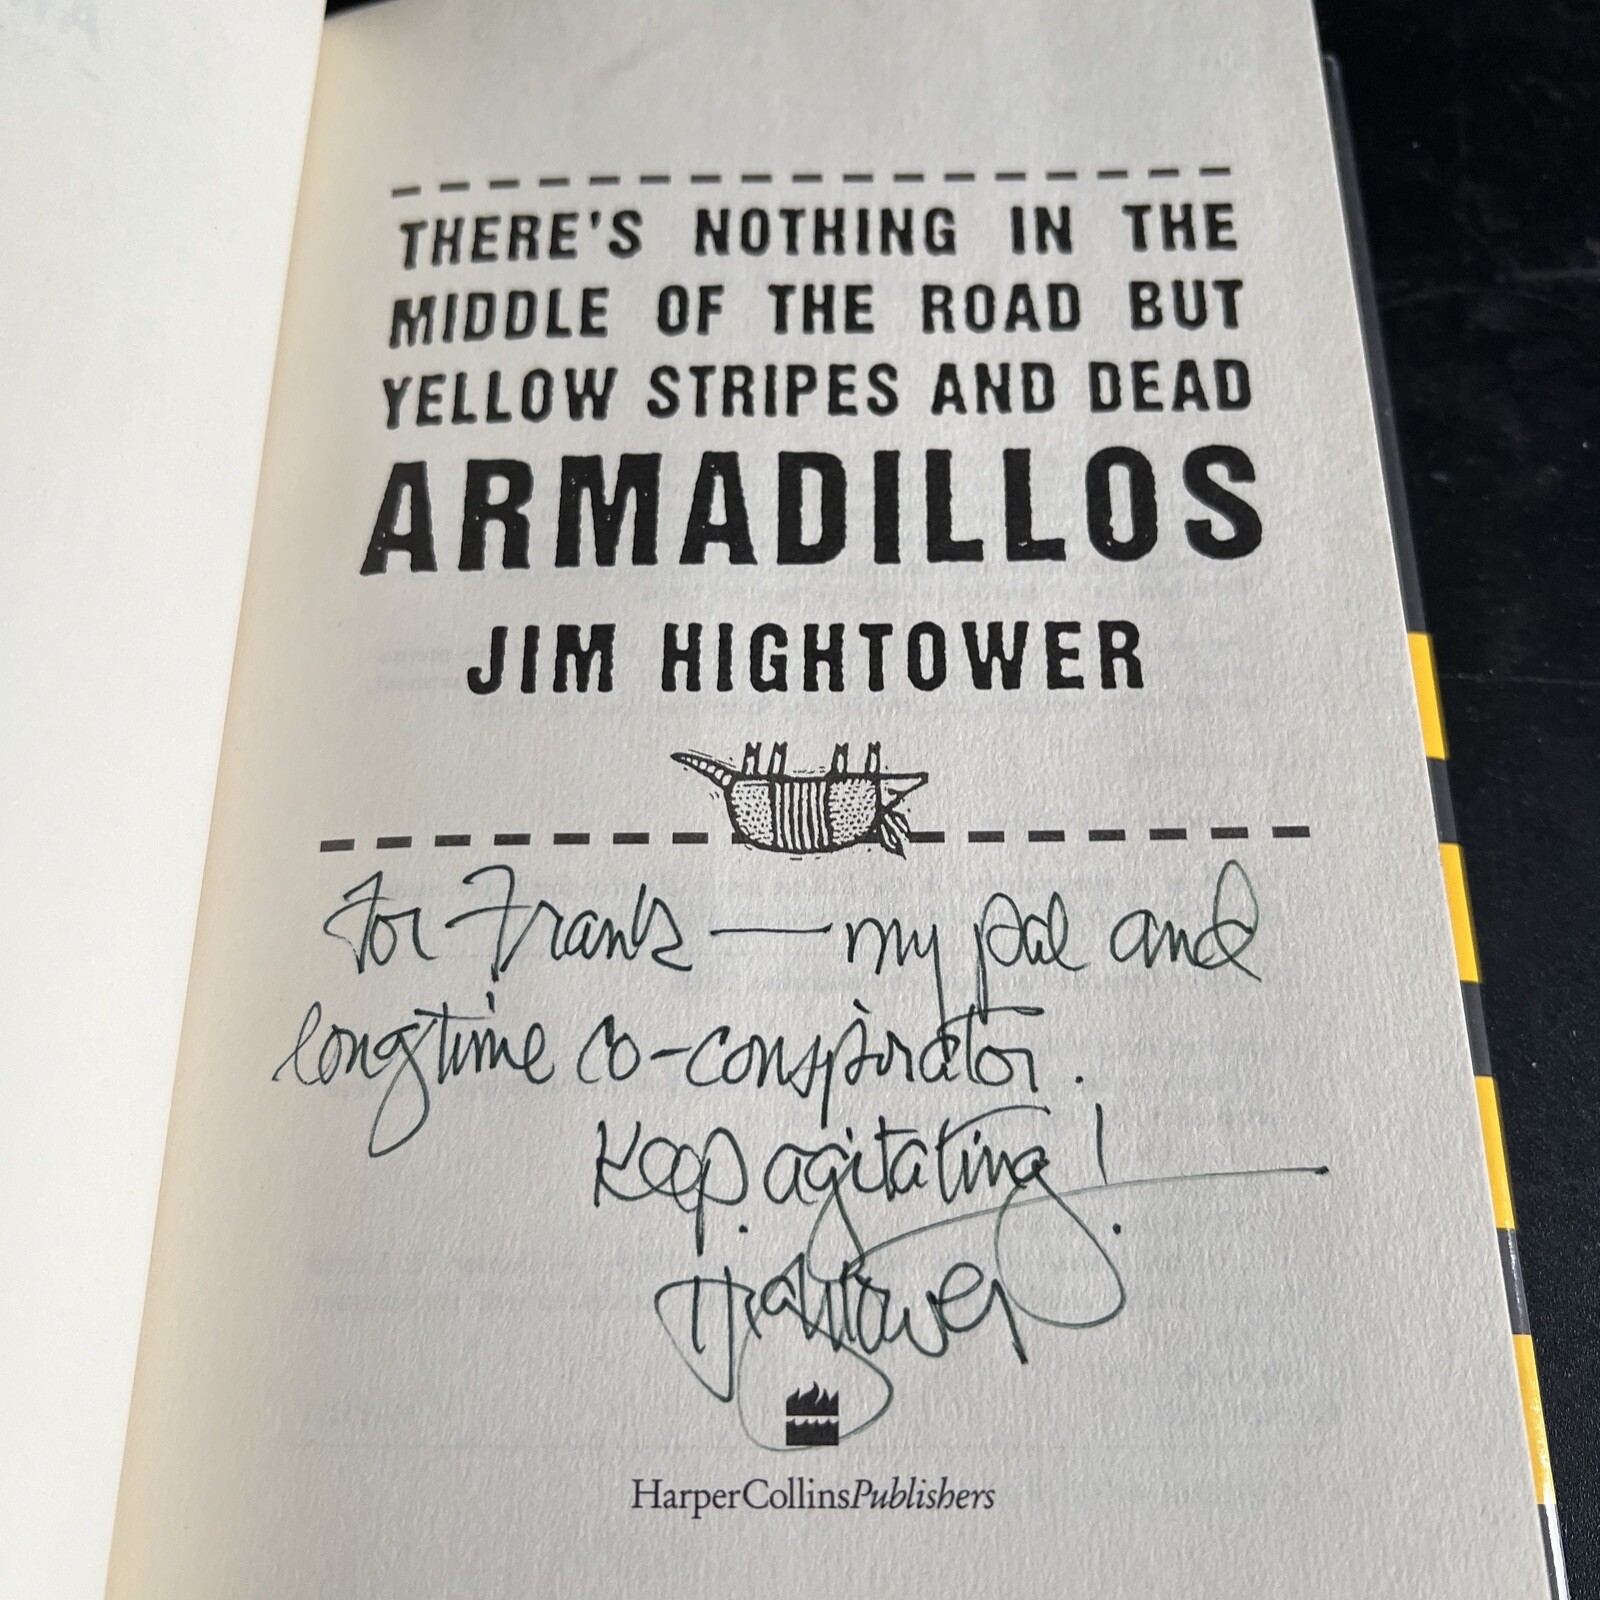 THERE'S NOTHING IN THE
MIDDLE OF THE ROAD BUT
YELLOW STRIPES AND DEAD
ARMADILLOS
JIM HIGHTOWER
For Frank — my pal and
longtime co-conspirator.
Keep agitating!
Hightower
HarperCollinsPublishers